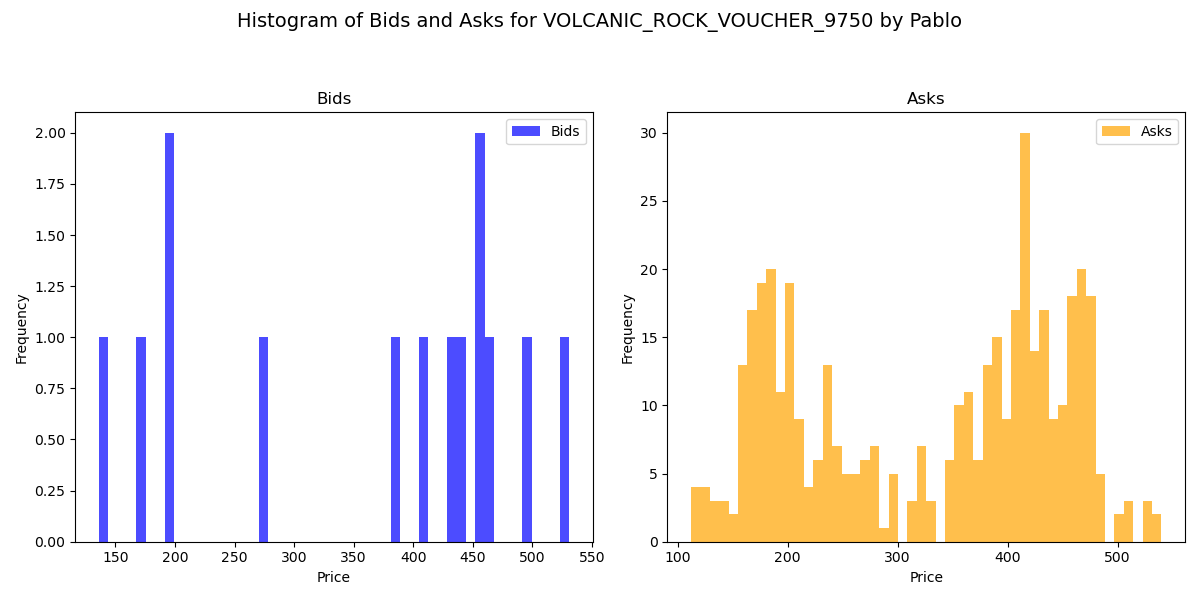 Histogram of Bids and Asks for VOLCANIC_ROCK_VOUCHER_9750 by Pablo
Bids
Bids
2.00
1.75
1.50
1.25
1.00
0.75
0.50
0.25
0.00
Frequency
150 200 250 300 350 400 450 500 550
Price
Asks
Asks
30
25
20
15
10
5
0
Frequency
100 200 300 400 500
Price